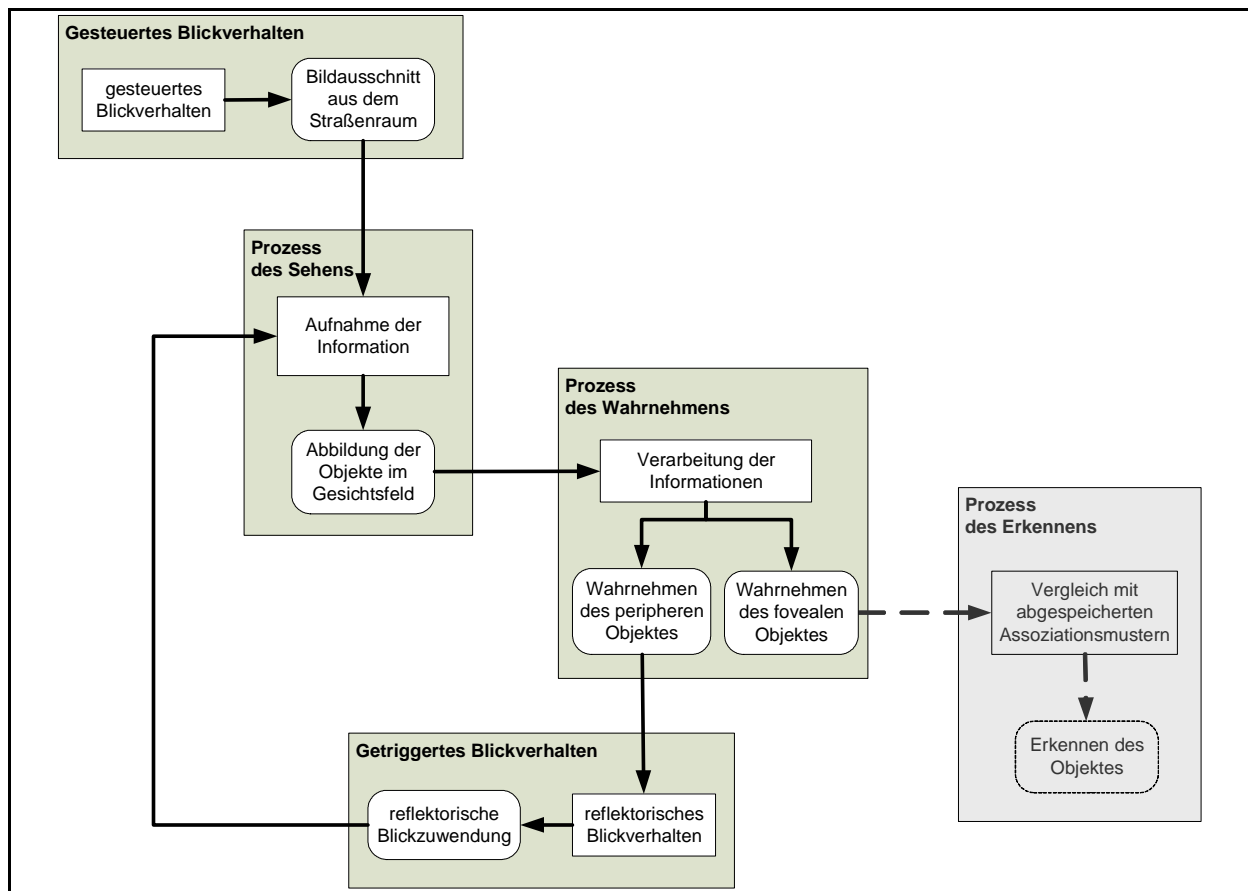 Gesteuertes Blickverhalten
gesteuertes
Blickverhalten
Bildausschnitt
aus dem
Straßenraum
Prozess
des Sehens
Aufnahme der
Information
Abbildung der
Objekte im
Gesichtsfeld
Prozess
des Wahrnehmens
Verarbeitung der
Informationen
Wahrnehmen
des peripheren
Objektes
Wahrnehmen
des fovealen
Objektes
Prozess
des Erkennens
Vergleich mit
abgespeicherten
Assoziationsmustern
Erkennen des
Objektes
Getriggertes Blickverhalten
reflektorische
Blickzuwendung
reflektorisches
Blickverhalten